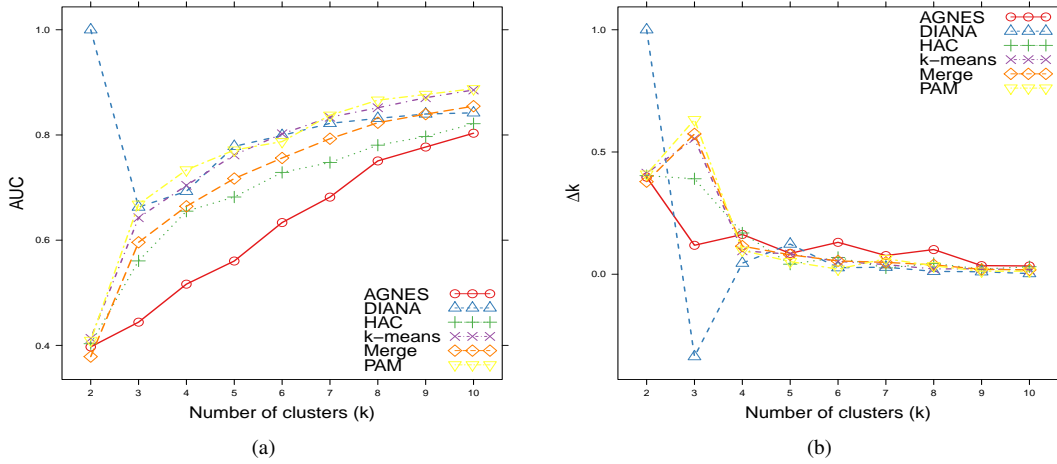 1.0
0.8
0.6
0.4
AUC
AGNES
DIANA
HAC
k−means
Merge
PAM
2 3 4 5 6 7 8 9 10
Number of clusters (k)
(a)
1.0
0.5
0.0
Δk
AGNES
DIANA
HAC
k−means
Merge
PAM
2 3 4 5 6 7 8 9 10
Number of clusters (k)
(b)